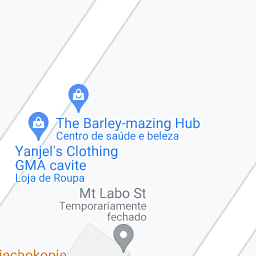 The Barley-mazing Hub
Centro de saúde e beleza
Yanjel's Clothing
GMA cavite
Loja de Roupa
Mt Labo St
Temporariamente
fechado